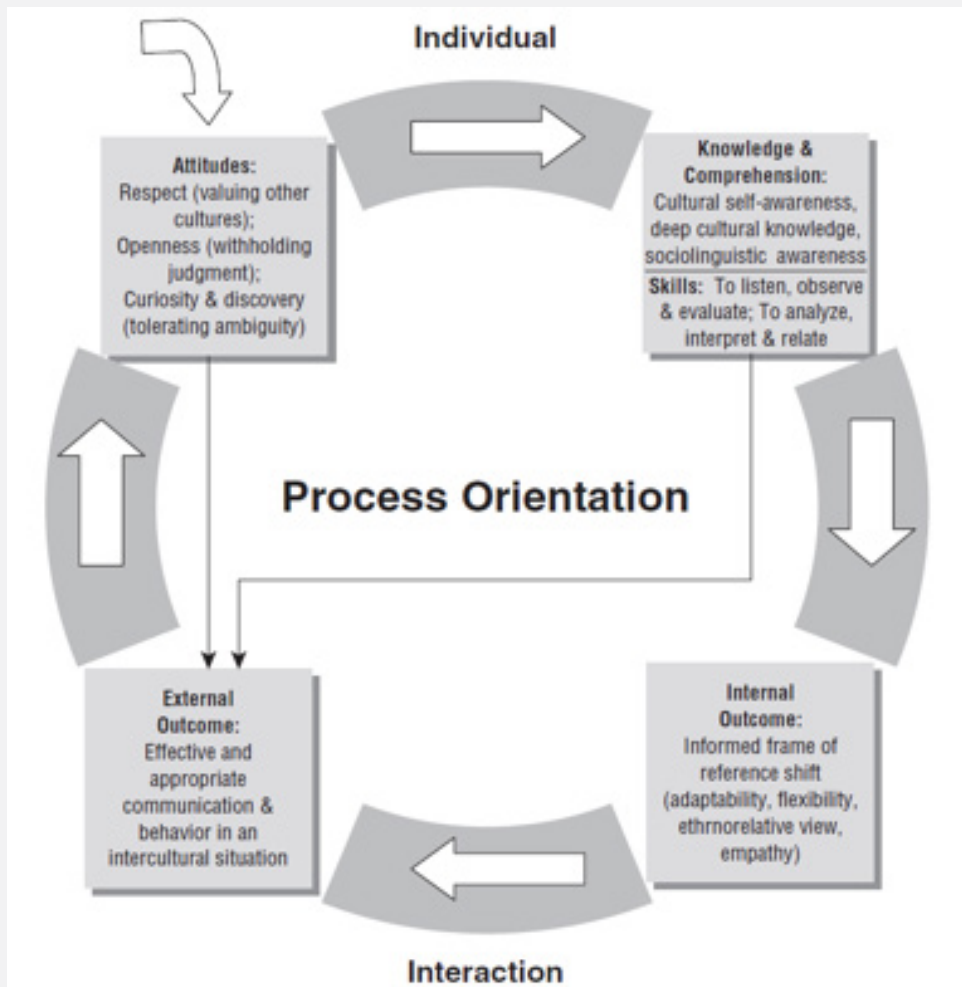 Individual
Attitudes:
Respect (valuing other
cultures);
Openness (withholding
judgment);
Curiosity & discovery
(tolerating ambiguity)
Knowledge &
Comprehension:
Cultural self-awareness,
deep cultural knowledge,
sociolinguistic awareness
Skills: To listen, observe
& evaluate; To analyze,
interpret & relate
Process Orientation
External
Outcome:
Effective and
appropriate
communication &
behavior in an
intercultural situation
Internal
Outcome:
Informed frame of
reference shift
(adaptability, flexibility,
ethrnorelative view,
empathy)
Interaction